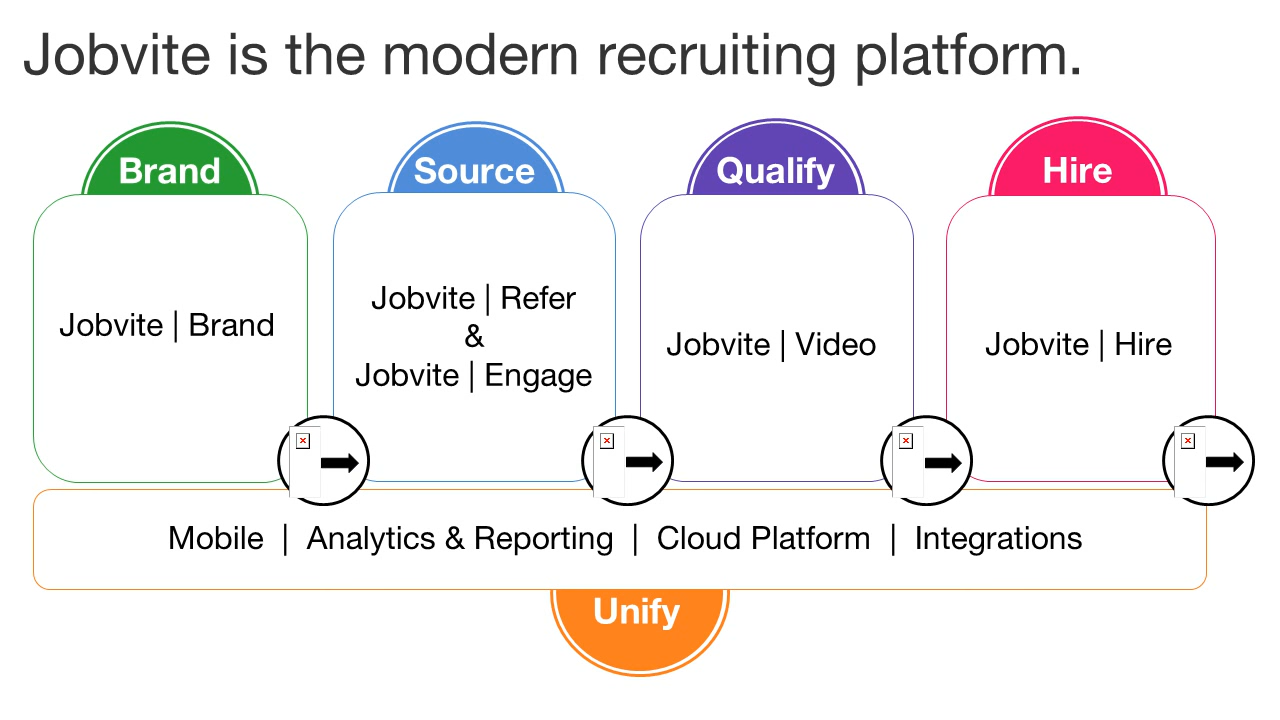 Jobvite is the modern recruiting platform.
Brand
Source
Qualify
Hire
Jobvite | Brand
Jobvite | Refer
&
Jobvite | Engage
Jobvite | Video
Jobvite | Hire
Mobile | Analytics & Reporting | Cloud Platform | Integrations
Unify